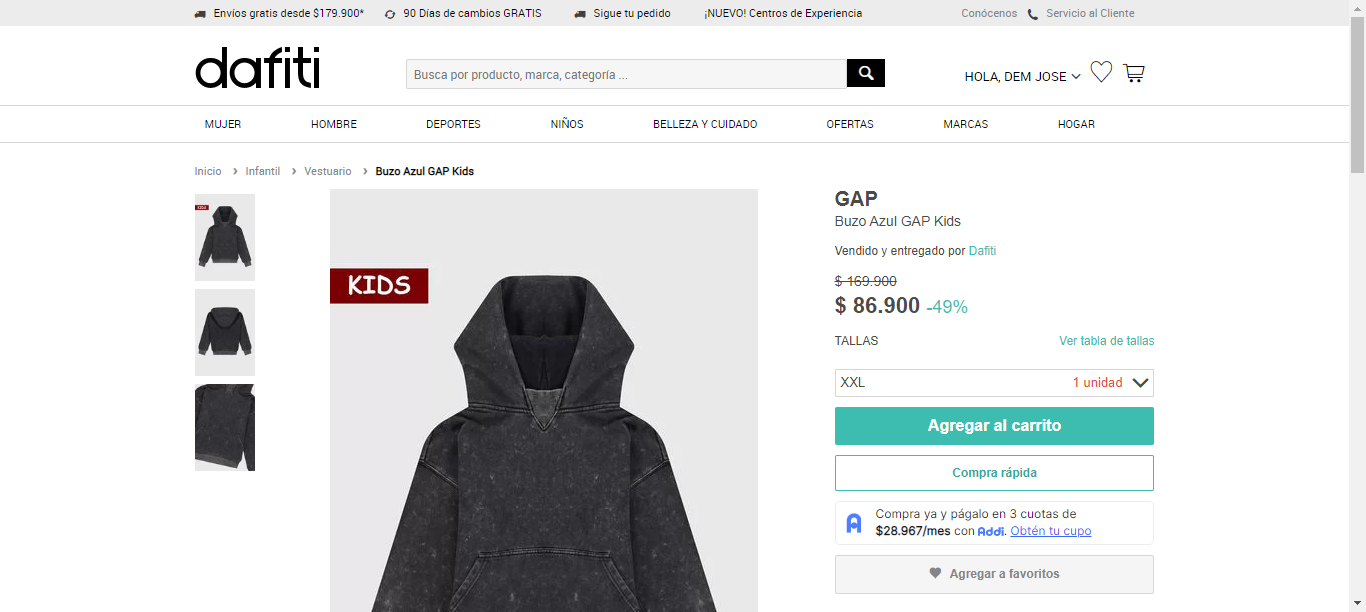 Envíos gratis desde $179.900*
90 Días de cambios GRATIS
Sigue tu pedido
¡NUEVO! Centros de Experiencia
Conócenos
Servicio al Cliente
dafiti
Busca por producto, marca, categoría ...
HOLA, DEM JOSE
MUJER
HOMBRE
DEPORTES
NIÑOS
BELLEZA Y CUIDADO
OFERTAS
MARCAS
HOGAR
Inicio > Infantil > Vestuario > Buzo Azul GAP Kids
KIDS
KIDS
GAP
Buzo Azul GAP Kids
Vendido y entregado por Dafiti
$ 169.900
$ 86.900 -49%
TALLAS
Ver tabla de tallas
XXL
1 unidad
Agregar al carrito
Compra rápida
Compra ya y págalo en 3 cuotas de
$28.967/mes con Addi. Obtén tu cupo
Agregar a favoritos